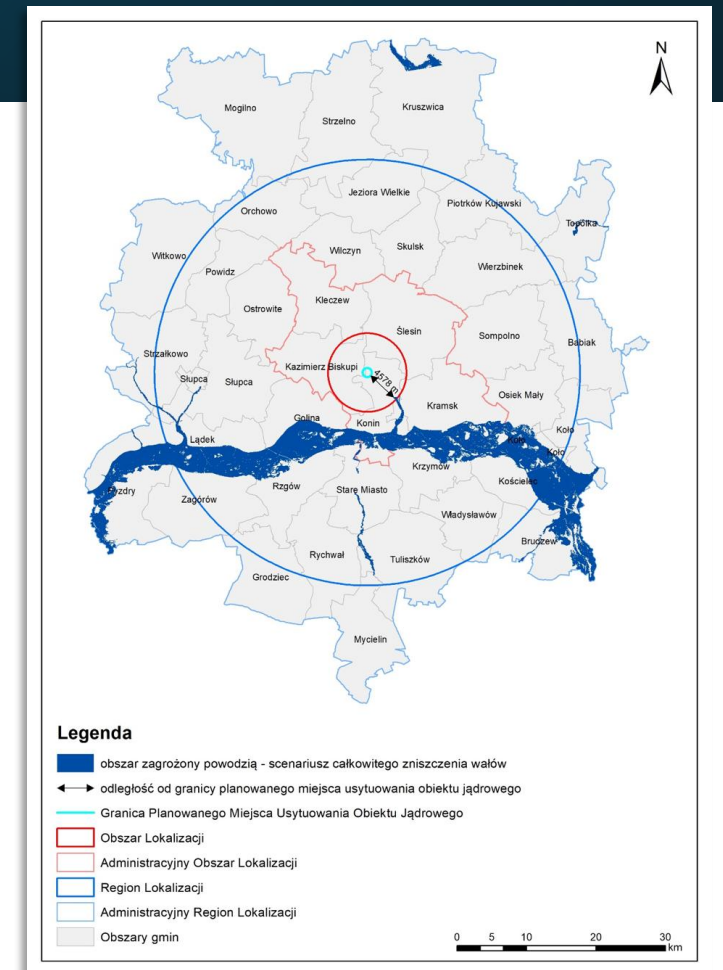 N
Mogilno
Strzelno
Kruszwica
Jeziora Wielkie
Piotrków Kujawski
Orchowo
Topólka
Wilczyn
Skulsk
Witkowo
Wierzbinek
Powidz
Kleczew
Ostrowite
Ślesin
Sompolno
Babiak
Strzałkowo
Kazimierz Biskupi
4578 m
Słupca
Słupca
Osiek Mały
Kramsk
Golina
Konin
Koło
Koło
Koło
Lądek
Krzymów
Kościelec
Pyzdry
Zagórów
Rzgów
Stare Miasto
Władysławów
Brudzew
Rychwał
Tuliszków
Grodziec
Mycielin
Legenda
obszar zagrożony powodzią - scenariusz całkowitego zniszczenia wałów
odległość od granicy planowanego miejsca usytuowania obiektu jądrowego
Granica Planowanego Miejsca Usytuowania Obiektu Jądrowego
Obszar Lokalizacji
Administracyjny Obszar Lokalizacji
Region Lokalizacji
Administracyjny Region Lokalizacji
Obszary gmin
0 5 10 20 30
km